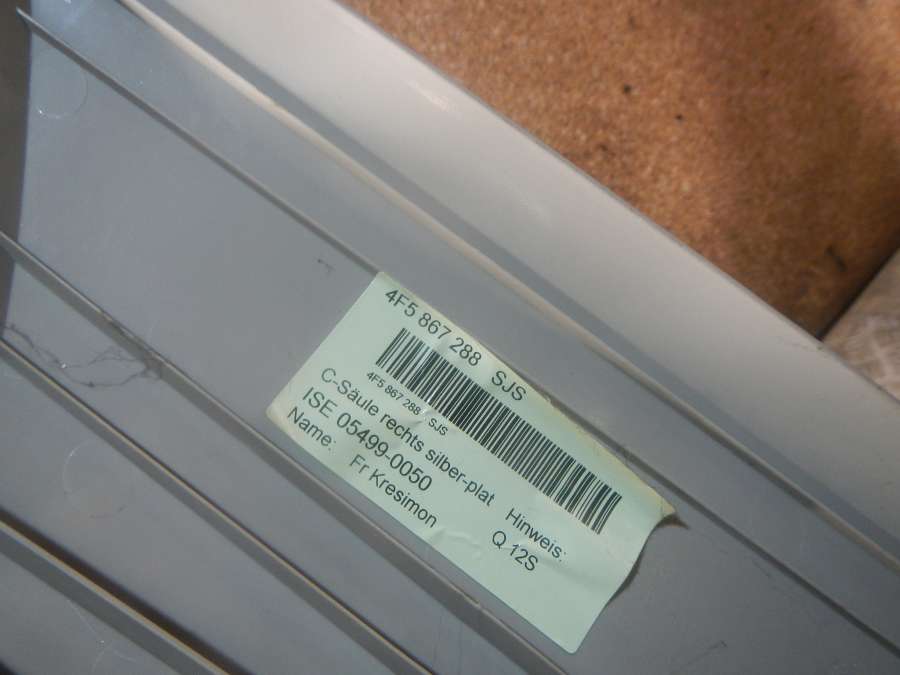 4F5 867 288 SJS
4F5 867 288 SJS
C-Säule rechts silber-plat
ISE 05499-0050 Hinweis:
Name: Fr Kresimon Q 12S